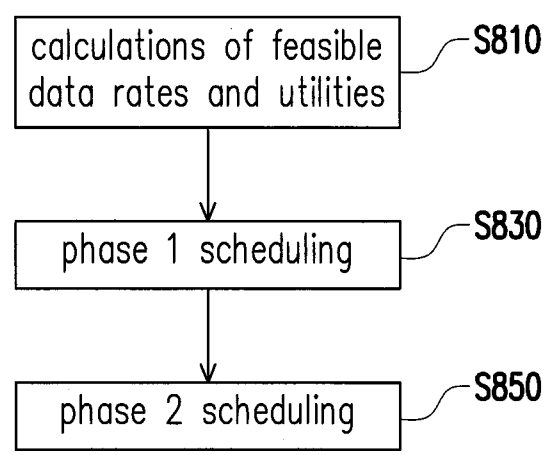 calculations of feasible
data rates and utilities
S810
phase 1 scheduling
S830
phase 2 scheduling
S850